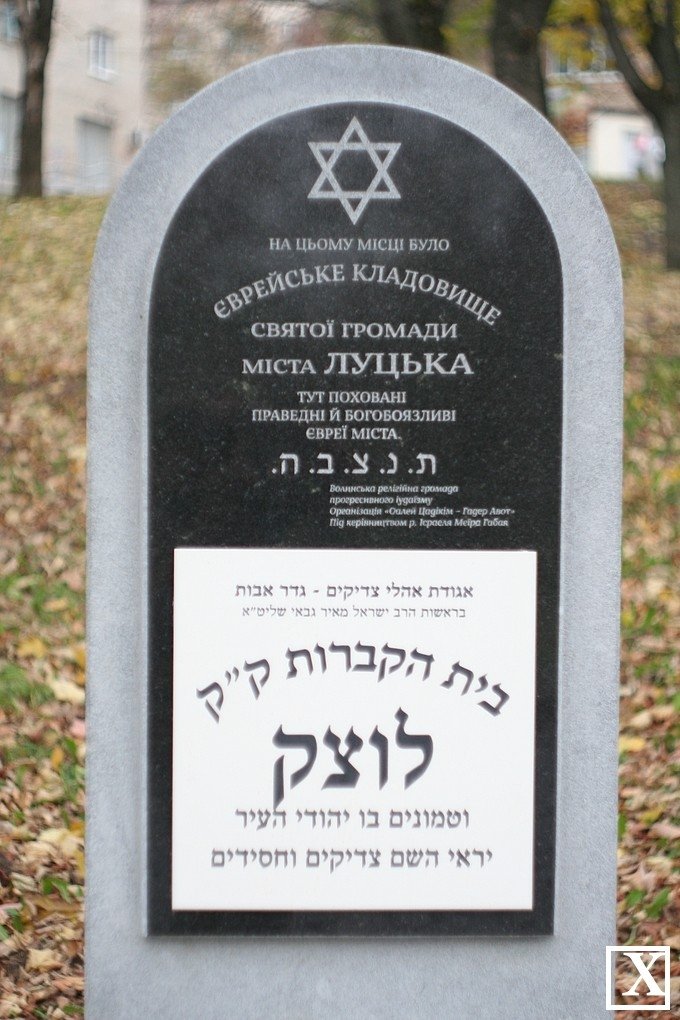 НА ЦЬОМУ МІСЦІ БУЛО
ЄВРЕЙСЬКЕ КЛАДОВИЩЕ
СВЯТОЇ ГРОМАДИ
МІСТА ЛУЦЬКА
ТУТ ПОХОВАНІ
ПРАВЕДНІ Й БОГОБОЯЗЛИВІ
ЄВРЕЇ МІСТА.
ת. נ. צ. ב. ה.
Волинська релігійна громада
прогресивного іудаїзму
Організація «Оалей Цадікім – Гадер Авот»
Під керівництвом р. Ісраеля Меїра Габая
אגודת אהלי צדיקים - גדר אבות
בראשות הרב ישראל מאיר גבאי שליט"א
בית הקברות ק"ק
לוצק
וטמונים בו יהודי העיר
יראי השם צדיקים וחסידים
X